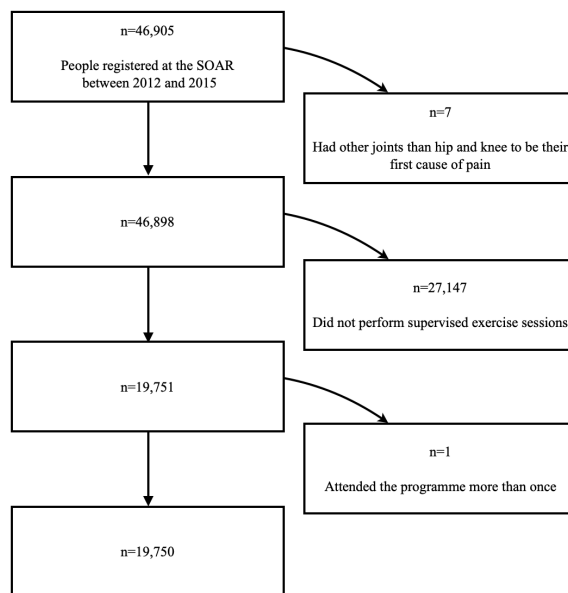 n=46,905
People registered at the SOAR
between 2012 and 2015
n=7
Had other joints than hip and knee to be their
first cause of pain
n=46,898
n=27,147
Did not perform supervised exercise sessions
n=19,751
n=1
Attended the programme more than once
n=19,750